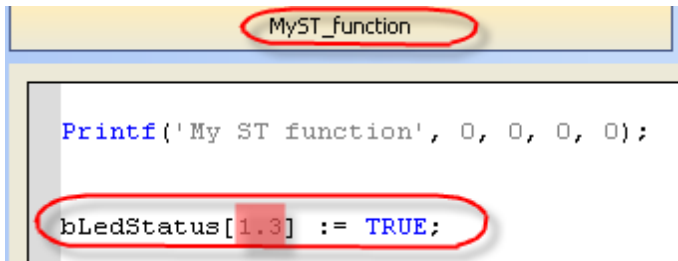 MyST_function
Printf('My ST function', 0, 0, 0, 0);
bLedStatus[1.3] := TRUE;